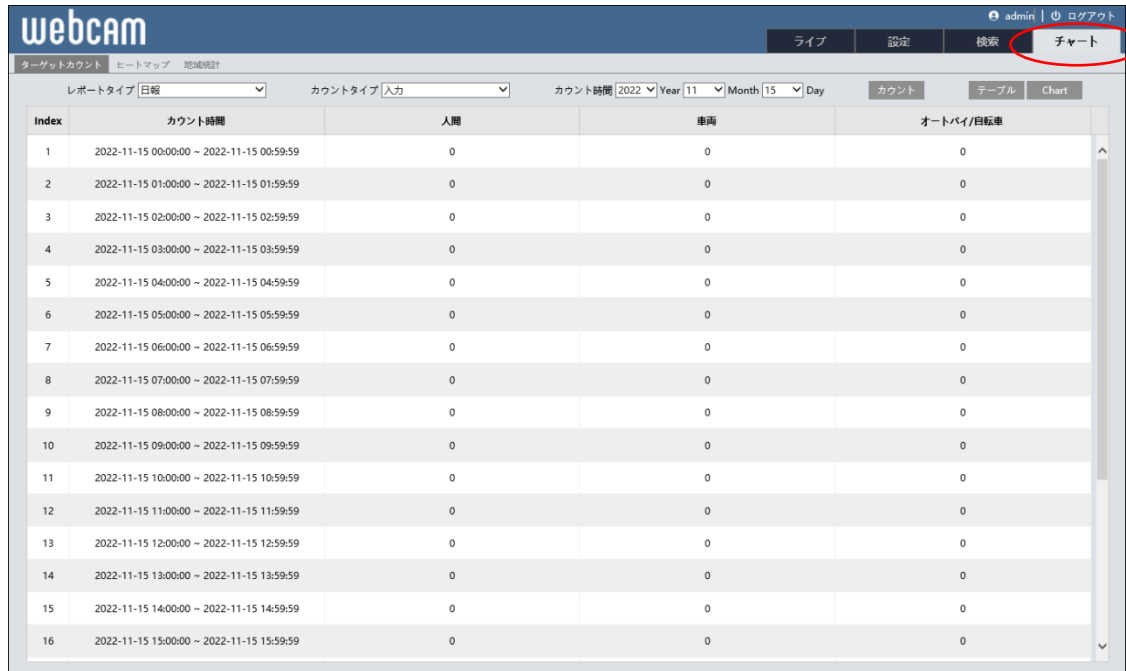 webcam
admin | ログアウト
ライブ 設定 検索 チャート
ターゲットカウント ヒートマップ 地域統計
レポートタイプ 日報 カウントタイプ 入力 カウント時間 2022 Year 11 Month 15 Day カウント テーブル Chart
Index カウント時間 人間 車両 オートバイ/自転車
1 2022-11-15 00:00:00 ~ 2022-11-15 00:59:59 0 0 0
2 2022-11-15 01:00:00 ~ 2022-11-15 01:59:59 0 0 0
3 2022-11-15 02:00:00 ~ 2022-11-15 02:59:59 0 0 0
4 2022-11-15 03:00:00 ~ 2022-11-15 03:59:59 0 0 0
5 2022-11-15 04:00:00 ~ 2022-11-15 04:59:59 0 0 0
6 2022-11-15 05:00:00 ~ 2022-11-15 05:59:59 0 0 0
7 2022-11-15 06:00:00 ~ 2022-11-15 06:59:59 0 0 0
8 2022-11-15 07:00:00 ~ 2022-11-15 07:59:59 0 0 0
9 2022-11-15 08:00:00 ~ 2022-11-15 08:59:59 0 0 0
10 2022-11-15 09:00:00 ~ 2022-11-15 09:59:59 0 0 0
11 2022-11-15 10:00:00 ~ 2022-11-15 10:59:59 0 0 0
12 2022-11-15 11:00:00 ~ 2022-11-15 11:59:59 0 0 0
13 2022-11-15 12:00:00 ~ 2022-11-15 12:59:59 0 0 0
14 2022-11-15 13:00:00 ~ 2022-11-15 13:59:59 0 0 0
15 2022-11-15 14:00:00 ~ 2022-11-15 14:59:59 0 0 0
16 2022-11-15 15:00:00 ~ 2022-11-15 15:59:59 0 0 0